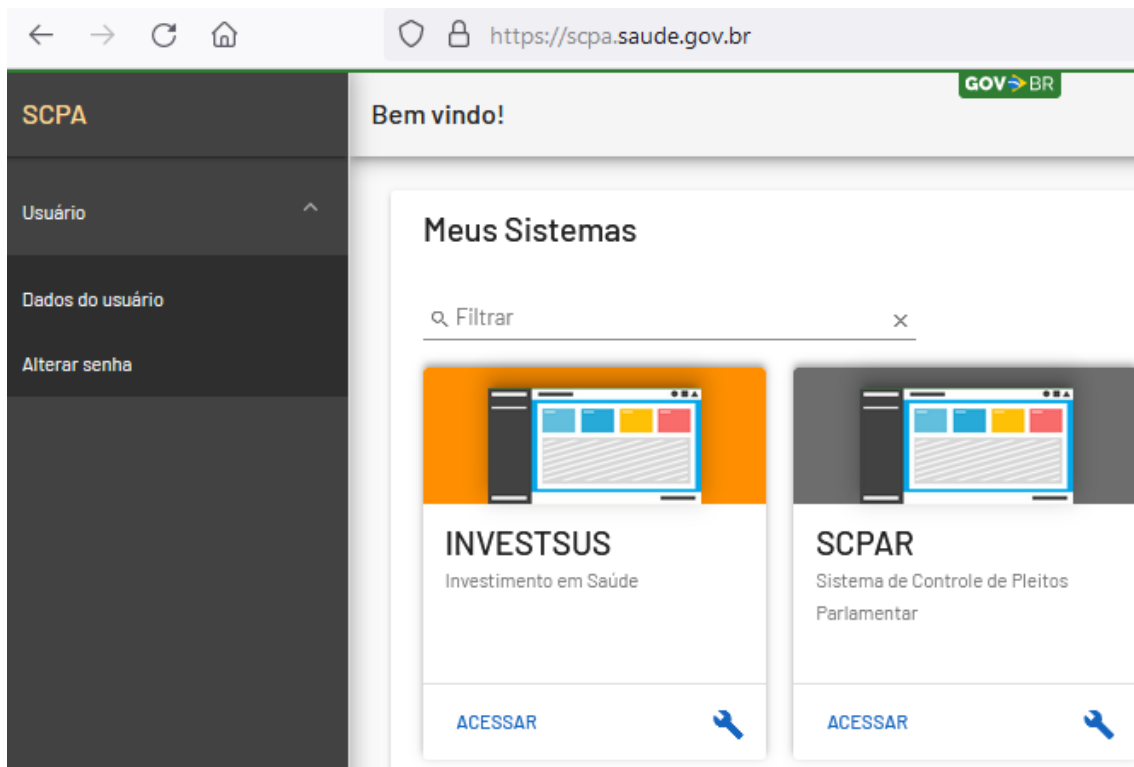 https://scpa.saude.gov.br
GOV BR
SCPA
Bem vindo!
Usuário
Dados do usuário
Alterar senha
Meus Sistemas
Filtrar
INVESTSUS
Investimento em Saúde
ACESSAR
SCPAR
Sistema de Controle de Pleitos
Parlamentar
ACESSAR